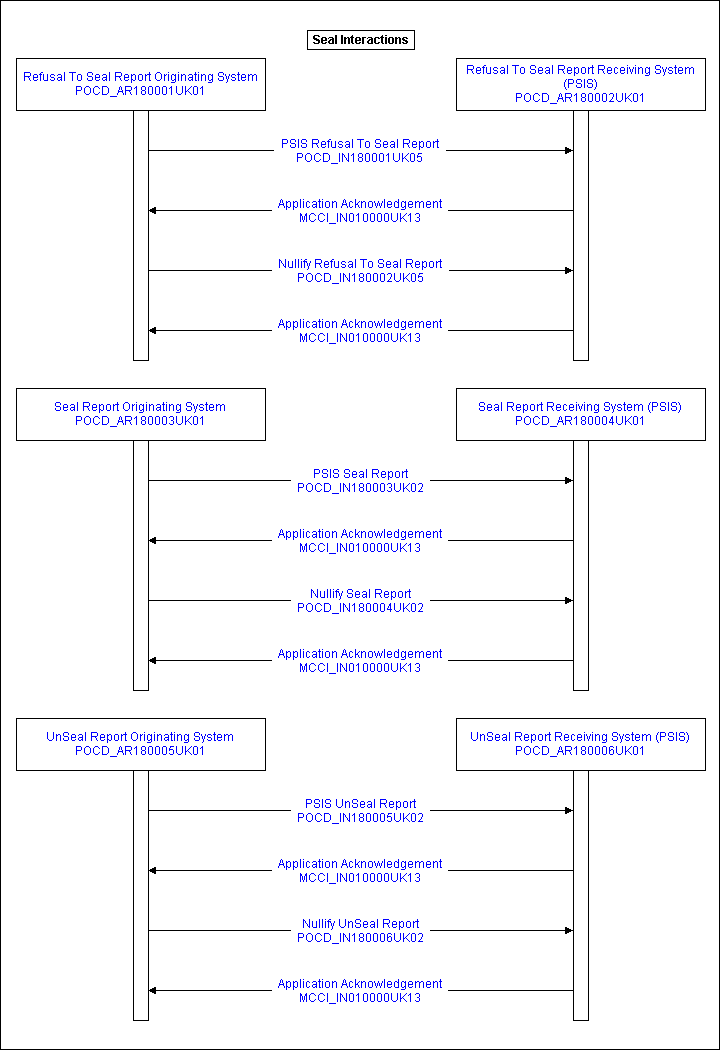 Seal Interactions
Refusal To Seal Report Originating System
POCD_AR180001UK01
Refusal To Seal Report Receiving System
(PSIS)
POCD_AR180002UK01
PSIS Refusal To Seal Report
POCD_IN180001UK05
Application Acknowledgement
MCCI_IN010000UK13
Nullify Refusal To Seal Report
POCD_IN180002UK05
Application Acknowledgement
MCCI_IN010000UK13
Seal Report Originating System
POCD_AR180003UK01
Seal Report Receiving System (PSIS)
POCD_AR180004UK01
PSIS Seal Report
POCD_IN180003UK02
Application Acknowledgement
MCCI_IN010000UK13
Nullify Seal Report
POCD_IN180004UK02
Application Acknowledgement
MCCI_IN010000UK13
UnSeal Report Originating System
POCD_AR180005UK01
UnSeal Report Receiving System (PSIS)
POCD_AR180006UK01
PSIS UnSeal Report
POCD_IN180005UK02
Application Acknowledgement
MCCI_IN010000UK13
Nullify UnSeal Report
POCD_IN180006UK02
Application Acknowledgement
MCCI_IN010000UK13